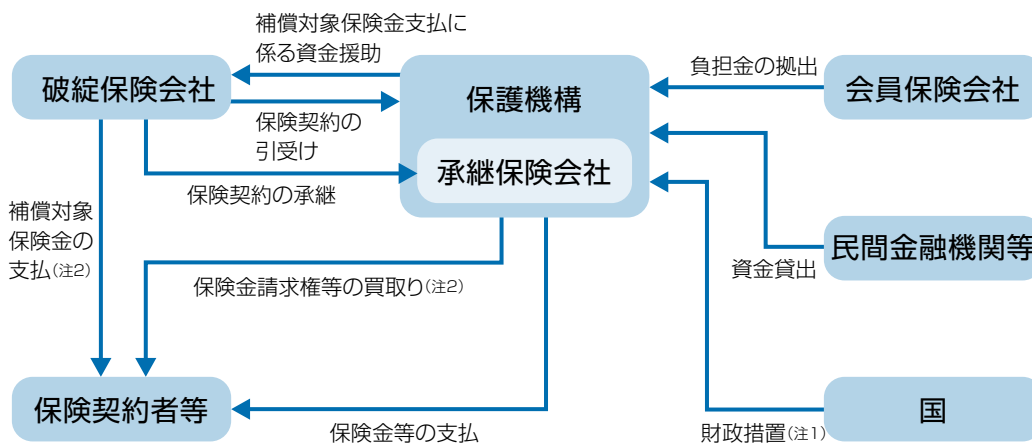 補償対象保険金支払に
係る資金援助
破綻保険会社
保護機構
負担金の拠出
会員保険会社
保険契約の
引受け
承継保険会社
保険契約の承継
補償対象
保険金の
支払(注2)
民間金融機関等
資金貸出
保険金請求権等の買取り(注2)
保険契約者等
保険金等の支払
国
財政措置(注1)